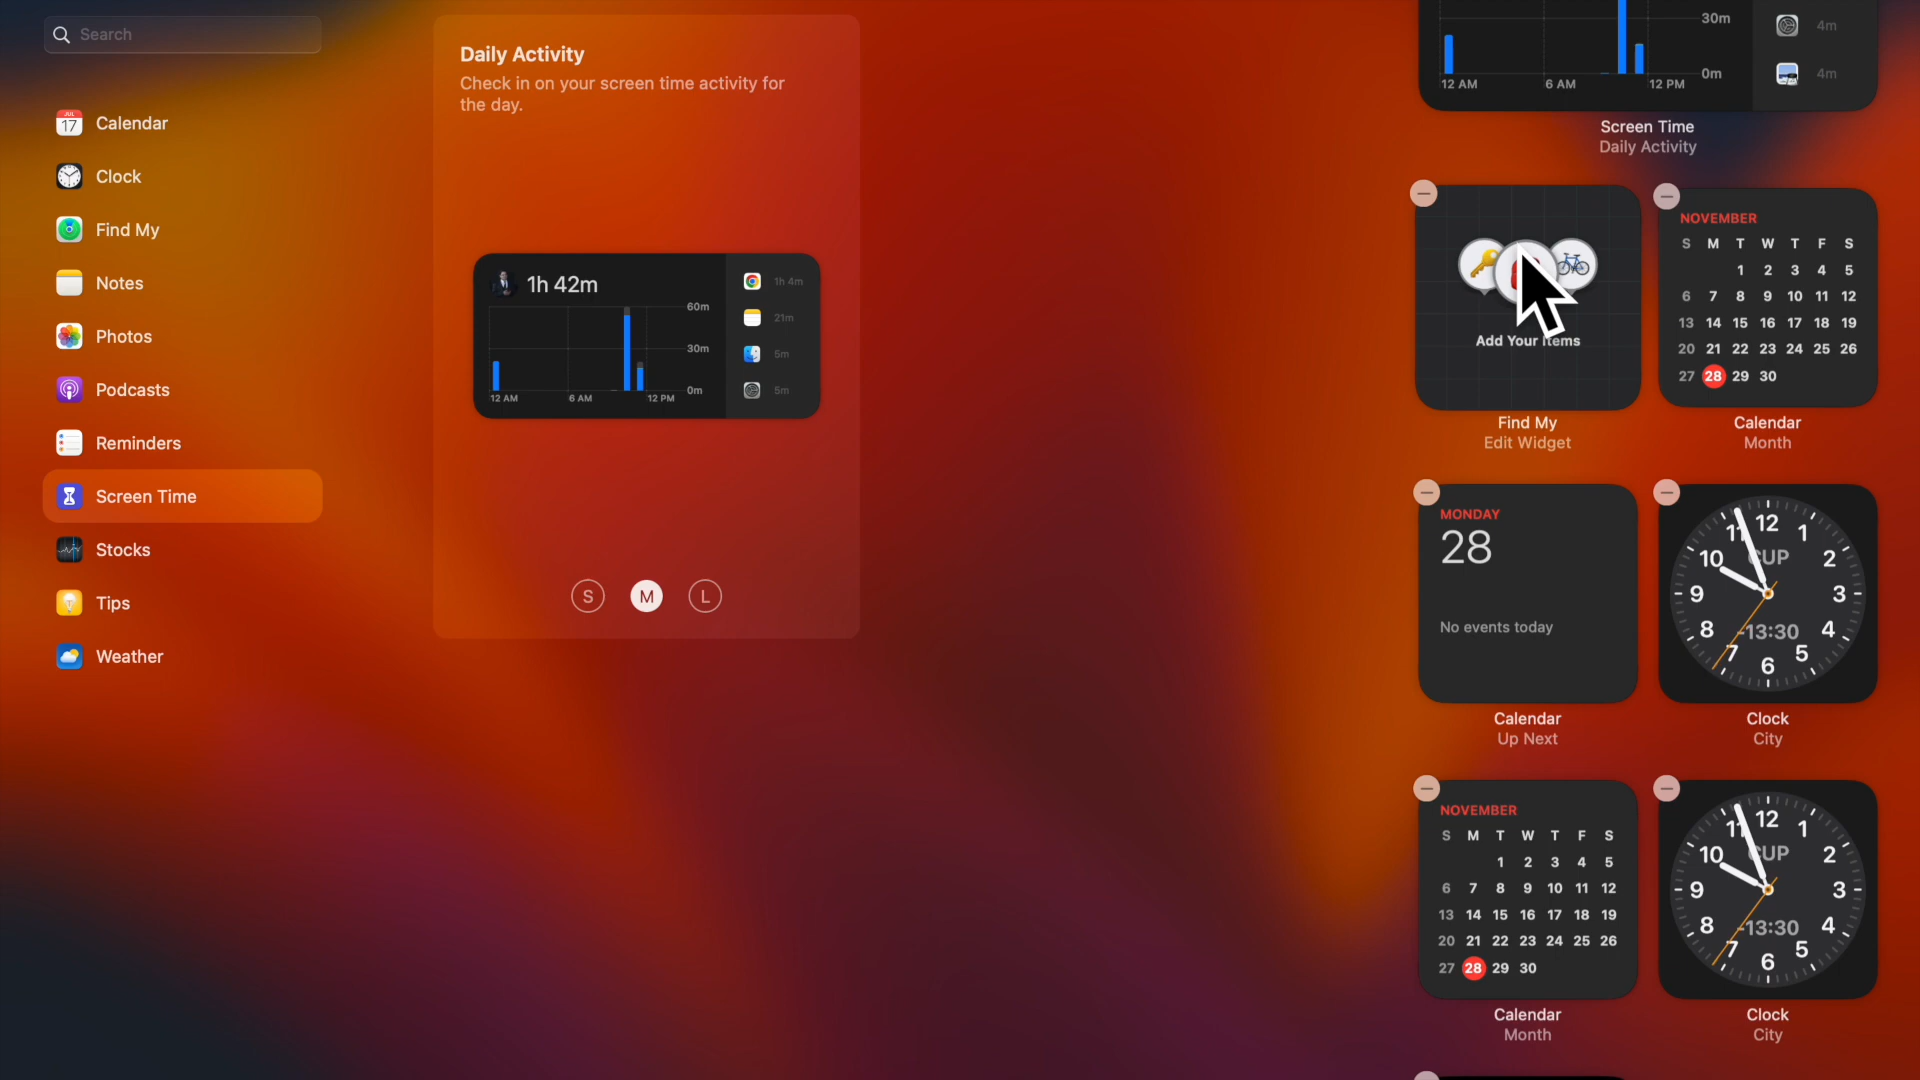 Search
Calendar
Clock
Find My
Notes
Photos
Podcasts
Reminders
Screen Time
Stocks
Tips
Weather
JUL
17
Daily Activity
Check in on your screen time activity for
the day.
1h 42m
60m
30m
0m
12 AM 6 AM 12 PM
1h 4m
21m
5m
5m
S M L
30m
0m
12 AM 6 AM 12 PM
4m
4m
Screen Time
Daily Activity
Add Your Items
Find My
Edit Widget
NOVEMBER
S M T W T F S
1 2 3 4 5
6 7 8 9 10 11 12
13 14 15 16 17 18 19
20 21 22 23 24 25 26
27 28 29 30
Calendar
Month
MONDAY
28
No events today
Calendar
Up Next
12 1 2 3 4 5 6 7 8 9 10 11
CUP
-13:30
Clock
City
NOVEMBER
S M T W T F S
1 2 3 4 5
6 7 8 9 10 11 12
13 14 15 16 17 18 19
20 21 22 23 24 25 26
27 28 29 30
Calendar
Month
12 1 2 3 4 5 6 7 8 9 10 11
CUP
-13:30
Clock
City